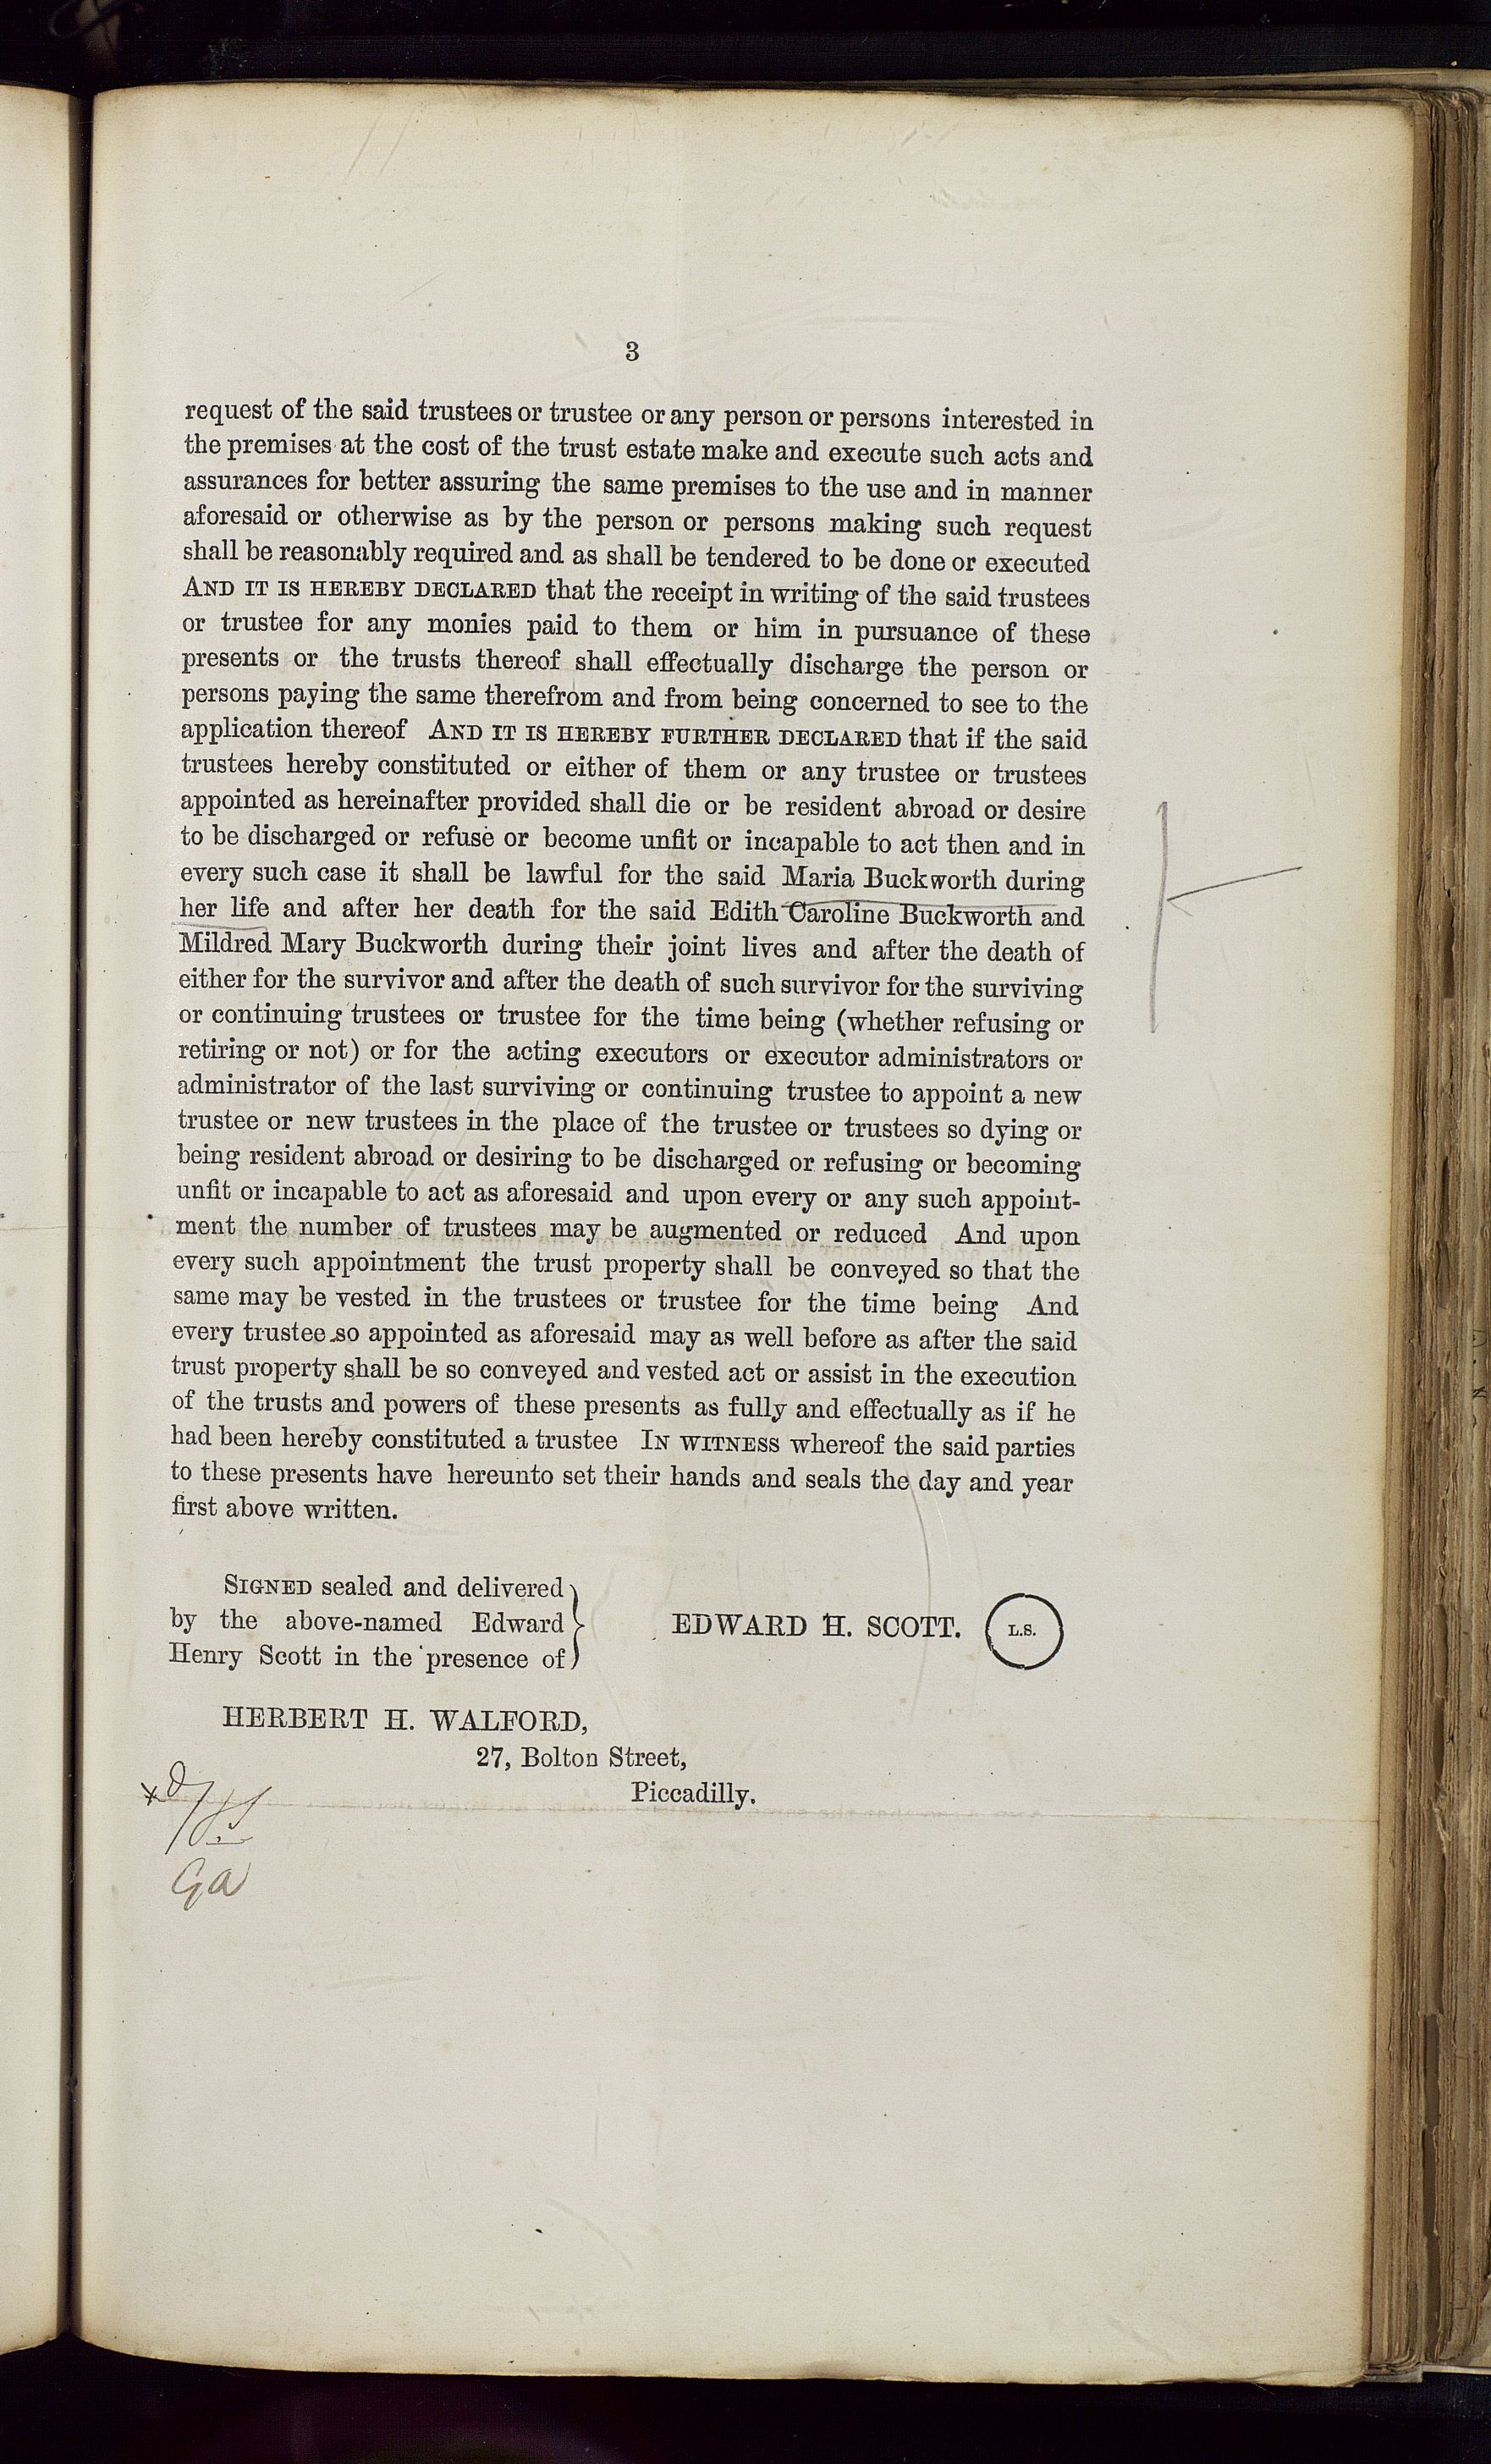 3
request of the said trustees or trustee or any person or persons interested in
the premises at the cost of the trust estate make and execute such acts and
assurances for better assuring the same premises to the use and in manner
aforesaid or otherwise as by the person or persons making such request
shall be reasonably required and as shall be tendered to be done or executed
AND IT IS HEREBY DECLARED that the receipt in writing of the said trustees
or trustee for any monies paid to them or him in pursuance of these
presents or the trusts thereof shall effectually discharge the person or
persons paying the same therefrom and from being concerned to see to the
application thereof AND IT IS HEREBY FURTHER DECLARED that if the said
trustees hereby constituted or either of them or any trustee or trustees
appointed as hereinafter provided shall die or be resident abroad or desire
to be discharged or refuse or become unfit or incapable to act then and in
every such case it shall be lawful for the said Maria Buckworth during
her life and after her death for the said Edith Caroline Buckworth and
Mildred Mary Buckworth during their joint lives and after the death of
either for the survivor and after the death of such survivor for the surviving
or continuing trustees or trustee for the time being (whether refusing or
retiring or not) or for the acting executors or executor administrators or
administrator of the last surviving or continuing trustee to appoint a new
trustee or new trustees in the place of the trustee or trustees so dying or
being resident abroad or desiring to be discharged or refusing or becoming
unfit or incapable to act as aforesaid and upon every or any such appoint-
ment the number of trustees may be augmented or reduced And upon
every such appointment the trust property shall be conveyed so that the
same may be vested in the trustees or trustee for the time being And
every trustee so appointed as aforesaid may as well before as after the said
trust property shall be so conveyed and vested act or assist in the execution
of the trusts and powers of these presents as fully and effectually as if he
had been hereby constituted a trustee IN WITNESS whereof the said parties
to these presents have hereunto set their hands and seals the day and year
first above written.
SIGNED sealed and delivered
by the above-named Edward
Henry Scott in the presence of
EDWARD H. SCOTT. L.S.
HERBERT H. WALFORD,
27, Bolton Street,
Piccadilly.